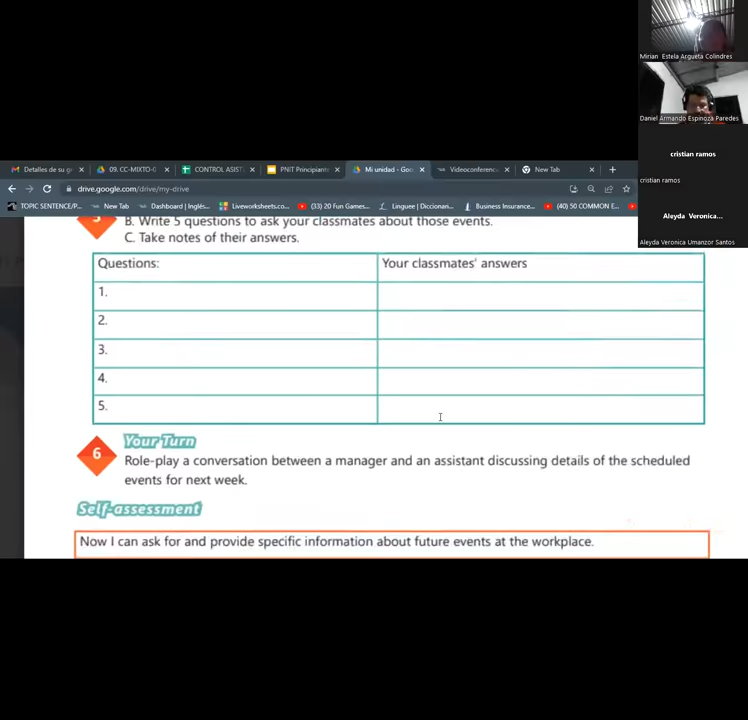 Mirian Estela Argueta Colindres
Daniel Armando Espinoza Paredes
cristian ramos
cristian ramos
Aleyda Veronica...
Aleyda Veronica Umanzor Santos
Detalles de su g
09. CC-MIXTO-0
CONTROL ASIST
PNIT Principiante
Mi unidad - Goo
Videoconferenc
New Tab
drive.google.com/drive/my-drive
TOPIC SENTENCE/P...
New Tab
Dashboard | Inglés...
Liveworksheets.co...
(33) 20 Fun Games...
Linguee | Diccionari...
Business Insurance...
(40) 50 COMMON E...
5
B. Write 5 questions to ask your classmates about those events.
C. Take notes of their answers.
Questions:
Your classmates' answers
1.
2.
3.
4.
5.
6
Your Turn
Role-play a conversation between a manager and an assistant discussing details of the scheduled
events for next week.
Self-assessment
Now I can ask for and provide specific information about future events at the workplace.